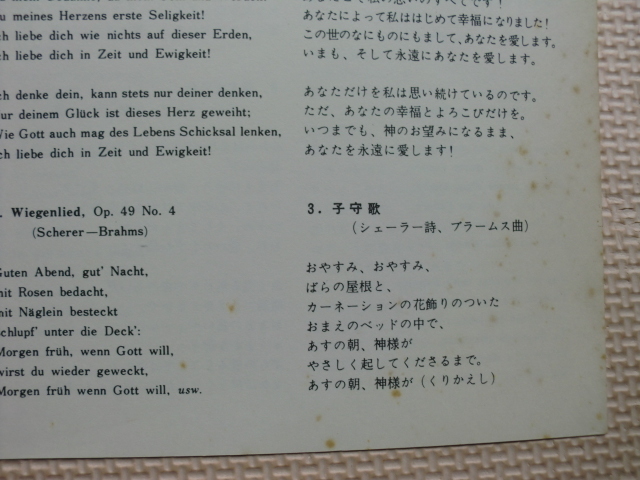 u meines Herzens erste Seligkeit!
ch liebe dich wie nichts auf dieser Erden,
ch liebe dich in Zeit und Ewigkeit!
ch denke dein, kann stets nur deiner denken,
ur deinem Glück ist dieses Herz geweiht;
Wie Gott auch mag des Lebens Schicksal lenken,
ch liebe dich in Zeit und Ewigkeit!
. Wiegenlied, Op. 49 No. 4
(Scherer—Brahms)
Guten Abend, gut' Nacht,
mit Rosen bedacht,
mit Näglein besteckt
schlupf' unter die Deck':
Morgen früh, wenn Gott will,
wirst du wieder geweckt,
Morgen früh wenn Gott will, usw.
あなたによって私ははじめて幸福になりました!
この世のなにものにもまして、あなたを愛します。
いまも、そして永遠にあなたを愛します。
あなただけを私は思い続けているのです。
ただ、あなたの幸福とよろこびだけを。
いつまでも、神のお望みになるまま、
あなたを永遠に愛します!
3. 子守歌
(シェーラー詩、ブラームス曲)
おやすみ、おやすみ、
ばらの屋根と、
カーネーションの花飾りのついた
おまえのベッドの中で、
あすの朝、神様が
やさしく起してくださるまで。
あすの朝、神様が(くりかえし)